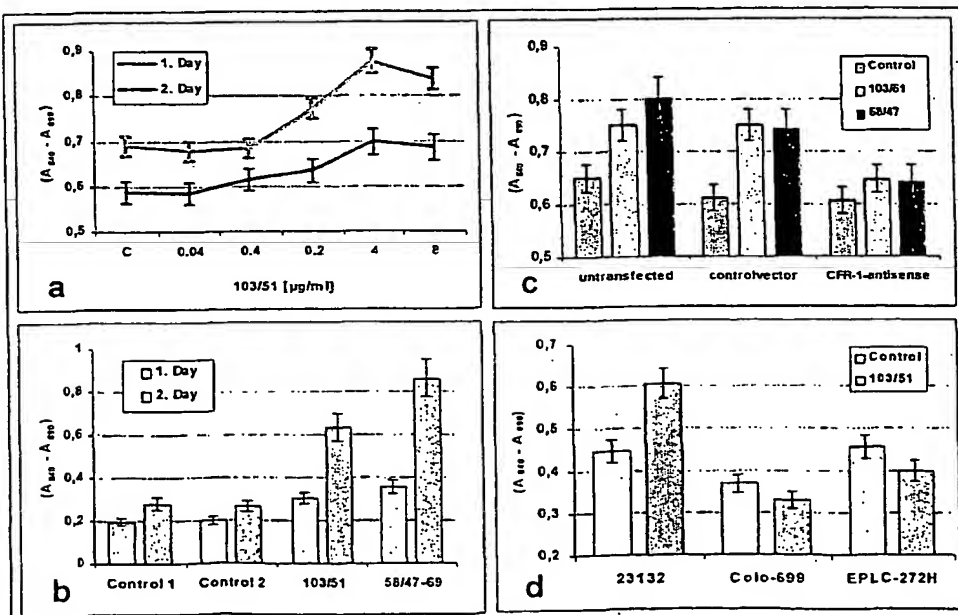 0,9
0,8
0,7
0,6
0,5
1. Day
2. Day
C 0.04 0.4 0.2 4 8
103/51 [µg/ml]
a
0,9
0,8
0,7
0,6
0,5
Control
103/51
58/47
untransfected controlvector CFR-1-antisense
c
1
0,8
0,6
0,4
0,2
0
1. Day
2. Day
Control 1 Control 2 103/51 58/47-69
b
0,7
0,6
0,5
0,4
0,3
0,2
Control
103/51
23132 Colo-699 EPLC-272H
d